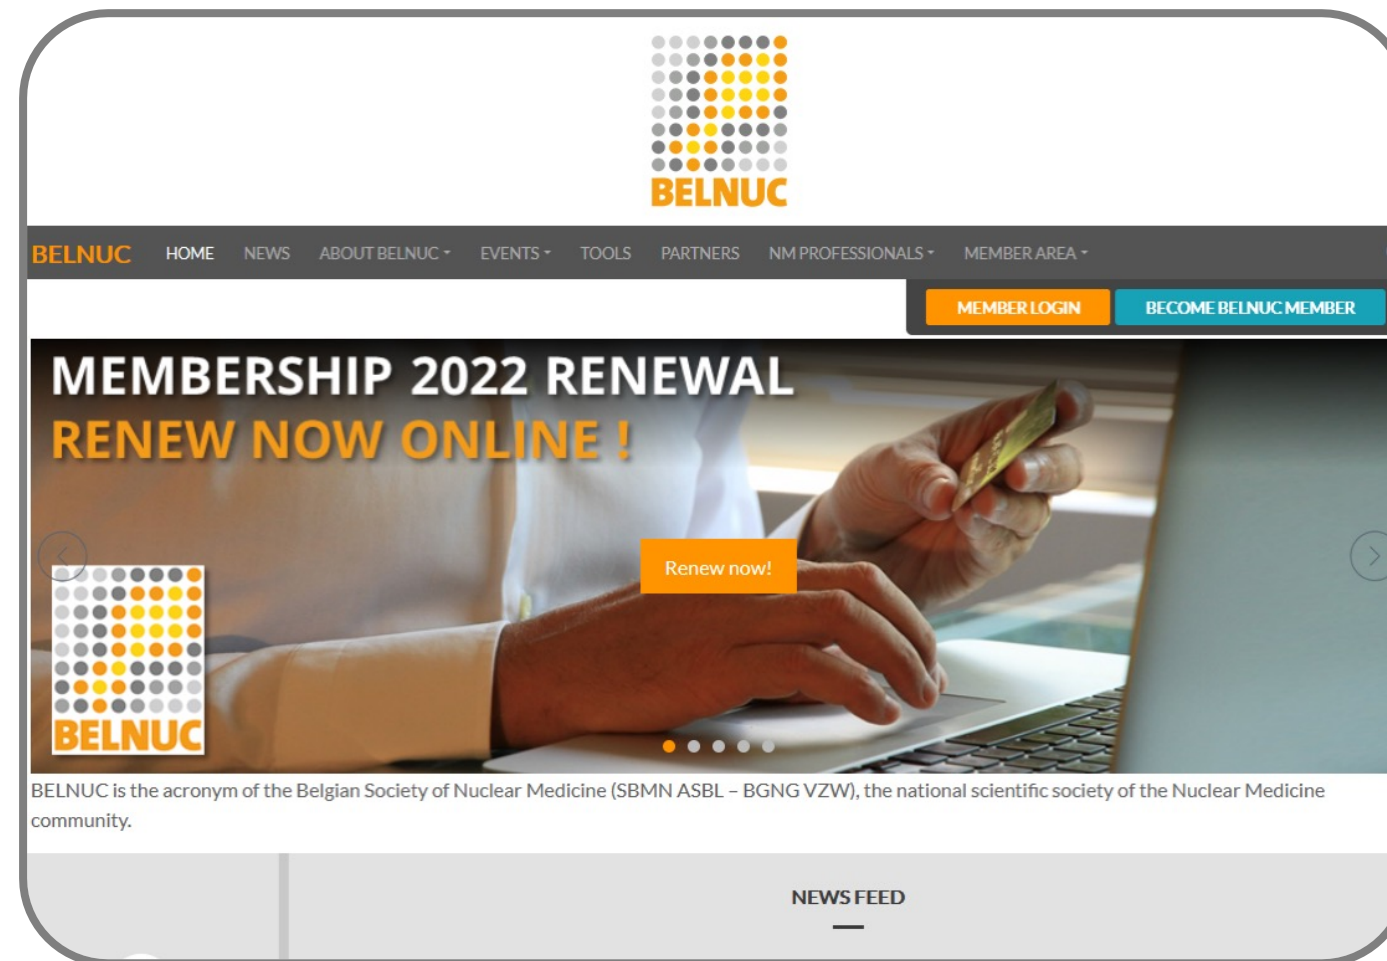 BELNUC
BELNUC HOME NEWS ABOUT BELNUC EVENTS TOOLS PARTNERS NM PROFESSIONALS MEMBER AREA
MEMBER LOGIN BECOME BELNUC MEMBER
MEMBERSHIP 2022 RENEWAL
RENEW NOW ONLINE !
Renew now!
BELNUC
BELNUC is the acronym of the Belgian Society of Nuclear Medicine (SBMN ASBL – BGNG VZW), the national scientific society of the Nuclear Medicine
community.
NEWS FEED